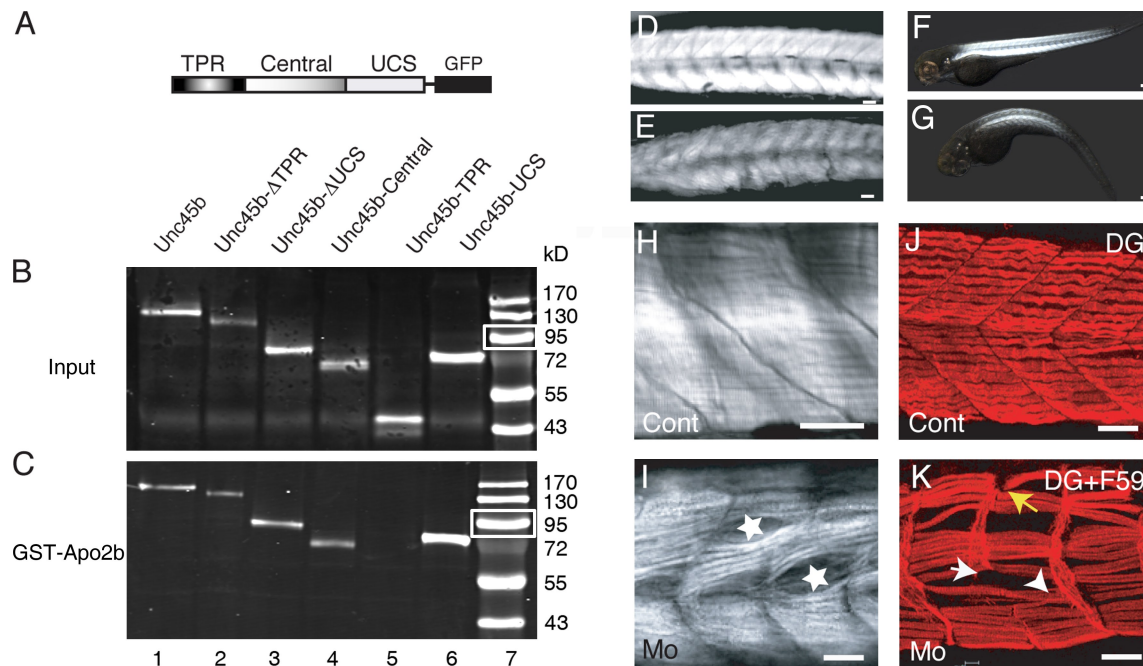 A
TPR Central UCS GFP
Unc45b
Unc45b-ΔTPR
Unc45b-ΔUCS
Unc45b-Central
Unc45b-TPR
Unc45b-UCS
kD
B
Input
170
130
95
72
55
43
C
GST-Apo2b
170
130
95
72
55
43
1 2 3 4 5 6 7
D
E
F
G
H
Cont
I
Mo
J
DG
Cont
K
DG+F59
Mo